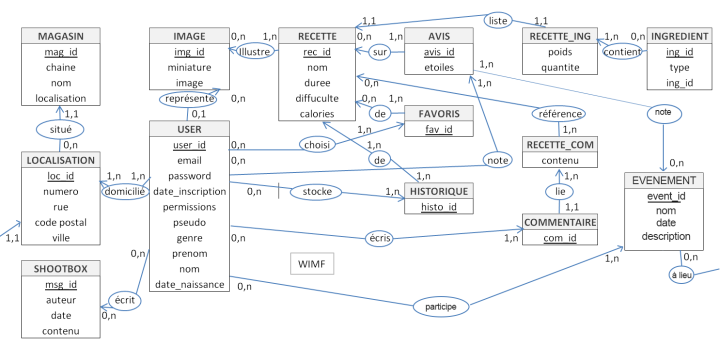 MAGASIN
mag_id
chaine
nom
localisation
1,1
situé
0,n
LOCALISATION
loc_id
numero
rue
code postal
ville
1,1
SHOOTBOX
msg_id
auteur
date
contenu
0,n
écrit
0,n
1,n
domicilié
1,n
IMAGE
img_id
miniature
image
représente
0,n
0,1
USER
user_id
email
password
date_inscription
permissions
pseudo
genre
prenom
nom
date_naissance
0,n
0,n
0,n
0,n
0,n
0,n
Illustre
1,n
RECETTE
rec_id
nom
duree
diffuculte
calories
1,1
liste
1,1
0,n
sur
1,n
0,n
de
1,n
choisi
1,n
de
1,n
stocke
1,n
écris
1,n
WIMF
participe
1,n
AVIS
avis_id
etoiles
1,n
1,n
note
FAVORIS
fav_id
HISTORIQUE
histo_id
RECETTE_ING
poids
quantite
1,n
contient
0,n
INGREDIENT
ing_id
type
ing_id
référence
1,n
RECETTE_COM
contenu
1,n
lie
1,1
COMMENTAIRE
com_id
note
0,n
EVENEMENT
event_id
nom
date
description
0,n
à lieu